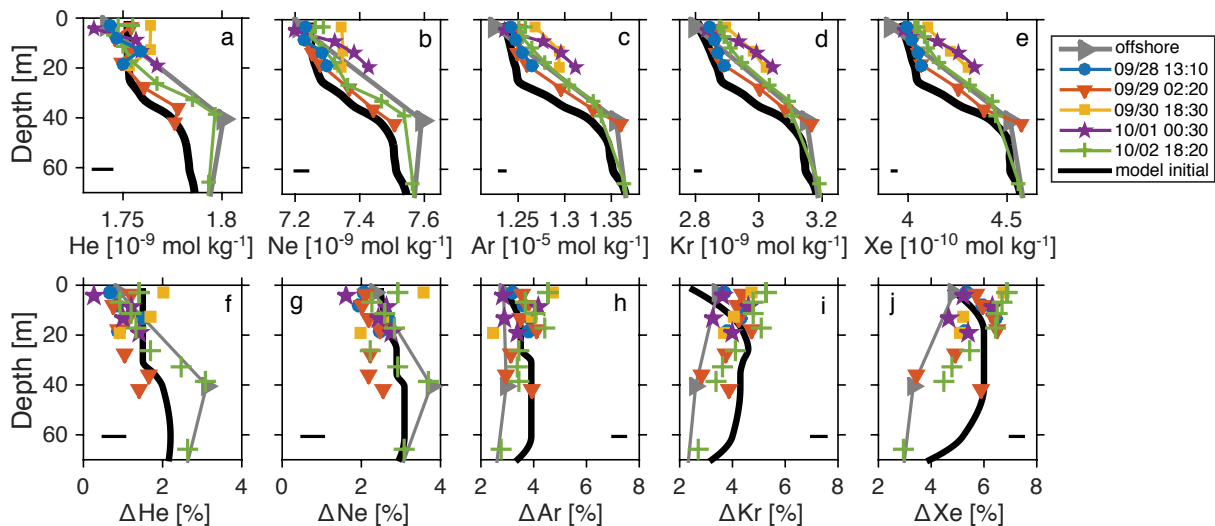 a
b
c
d
e
0
20
40
60
Depth [m]
1.75
1.8
7.2
7.4
7.6
1.25
1.3
1.35
2.8
3
3.2
4
4.5
He [10⁻⁹ mol kg⁻¹]
Ne [10⁻⁹ mol kg⁻¹]
Ar [10⁻⁵ mol kg⁻¹]
Kr [10⁻⁹ mol kg⁻¹]
Xe [10⁻¹⁰ mol kg⁻¹]
offshore
09/28 13:10
09/29 02:20
09/30 18:30
10/01 00:30
10/02 18:20
model initial
f
g
h
i
j
0
20
40
60
Depth [m]
0
2
4
0
2
4
2
4
6
8
2
4
6
8
2
4
6
8
ΔHe [%]
ΔNe [%]
ΔAr [%]
ΔKr [%]
ΔXe [%]